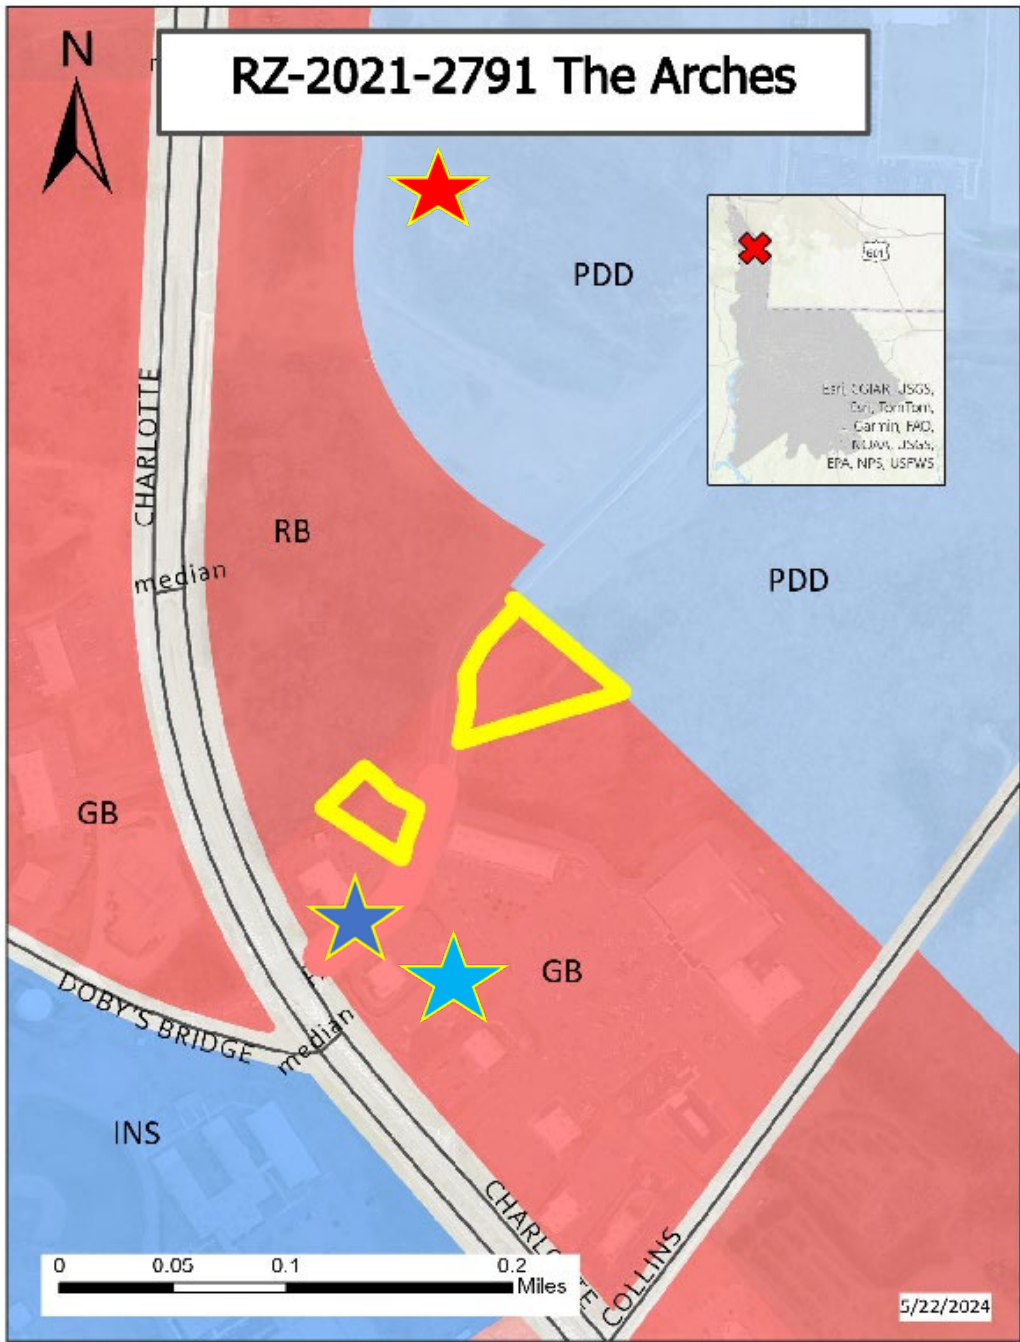 RZ-2021-2791 The Arches
N
PDD
601
Esri, CGIAR, USGS,
Esri, TomTom,
Garmin, FAO,
NOAA, USGS,
EPA, NPS, USFWS
CHARLOTTE
RB
median
PDD
GB
GB
DOBY'S BRIDGE
median
INS
CHARLOTTE
COLLINS
0 0.05 0.1 0.2
Miles
5/22/2024